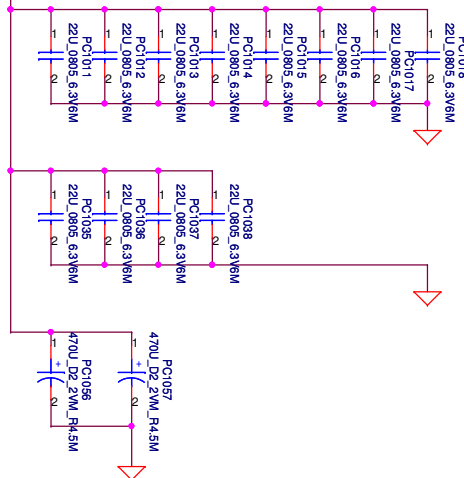 1
2
PC1011
22U_0805_6.3V6M
1
2
PC1012
22U_0805_6.3V6M
1
2
PC1013
22U_0805_6.3V6M
1
2
PC1014
22U_0805_6.3V6M
1
2
PC1015
22U_0805_6.3V6M
1
2
PC1016
22U_0805_6.3V6M
1
2
PC1017
22U_0805_6.3V6M
1
2
PC1018
22U_0805_6.3V6M
1
2
PC1035
22U_0805_6.3V6M
1
2
PC1036
22U_0805_6.3V6M
1
2
PC1037
22U_0805_6.3V6M
1
2
PC1038
22U_0805_6.3V6M
1
+
2
PC1056
470U_D2_2VM_R4.5M
1
+
2
PC1057
470U_D2_2VM_R4.5M